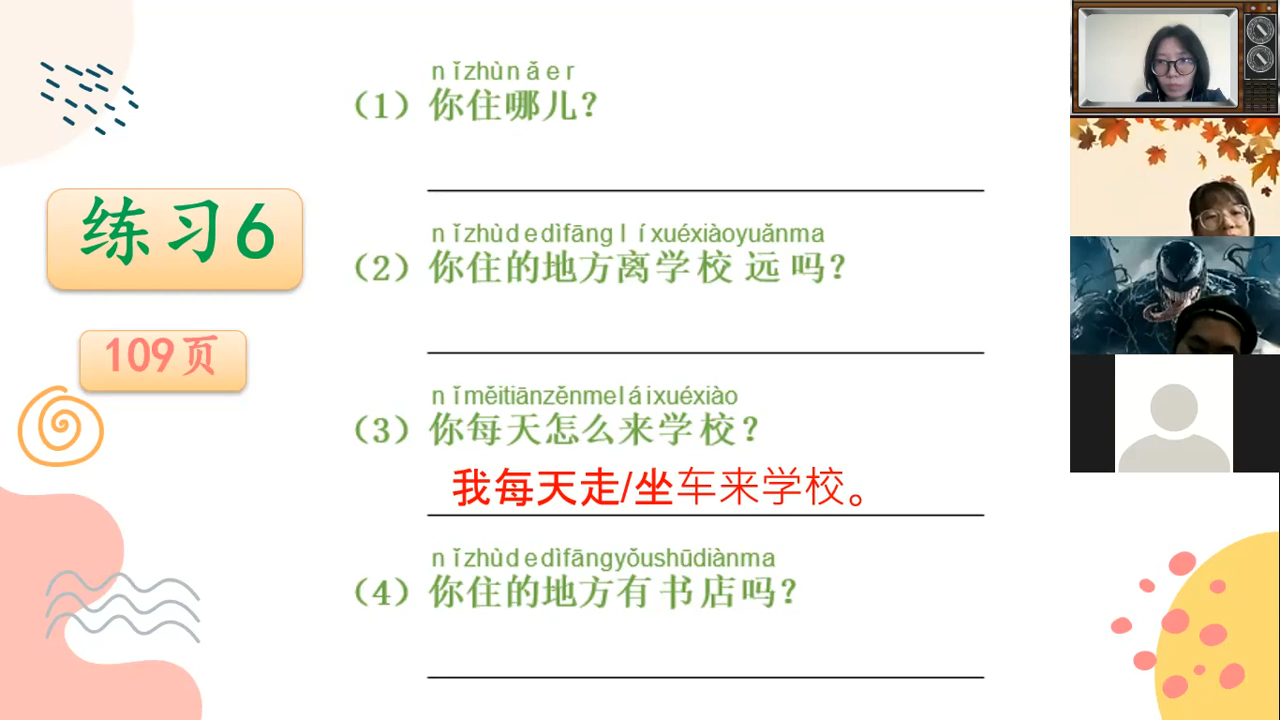 练习6
109页
nǐzhùnǎer
（1）你住哪儿？
nǐzhùdedìfānglíxuéxiàoyuǎnma
（2）你住的地方离学校远吗？
nǐměitiānzěnmeláixuéxiào
（3）你每天怎么来学校？
我每天走/坐车来学校。
nǐzhùdedìfāngyǒushūdiànma
（4）你住的地方有书店吗？